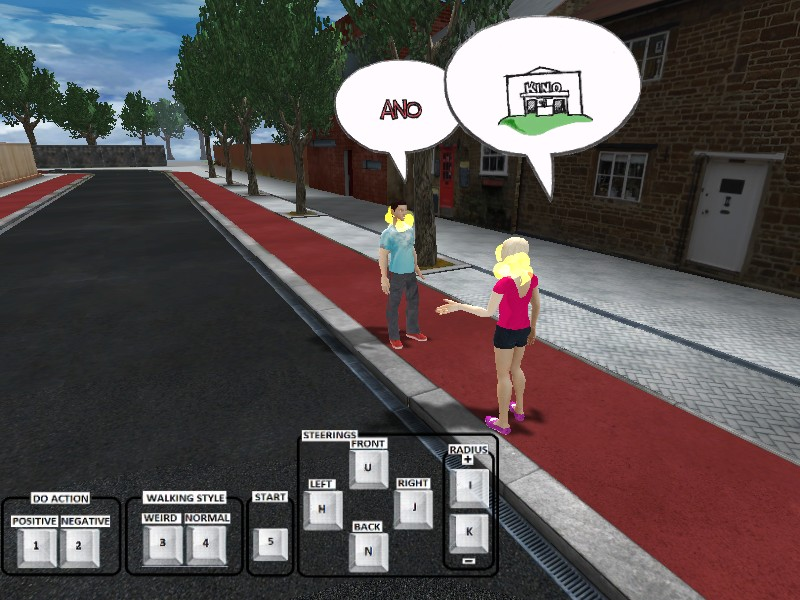 ANO
KINO
STEERINGS
FRONT
U
LEFT
H
RIGHT
J
BACK
N
RADIUS
+
I
K
-
DO ACTION
POSITIVE NEGATIVE
1 2
WALKING STYLE
WEIRD NORMAL
3 4
START
5